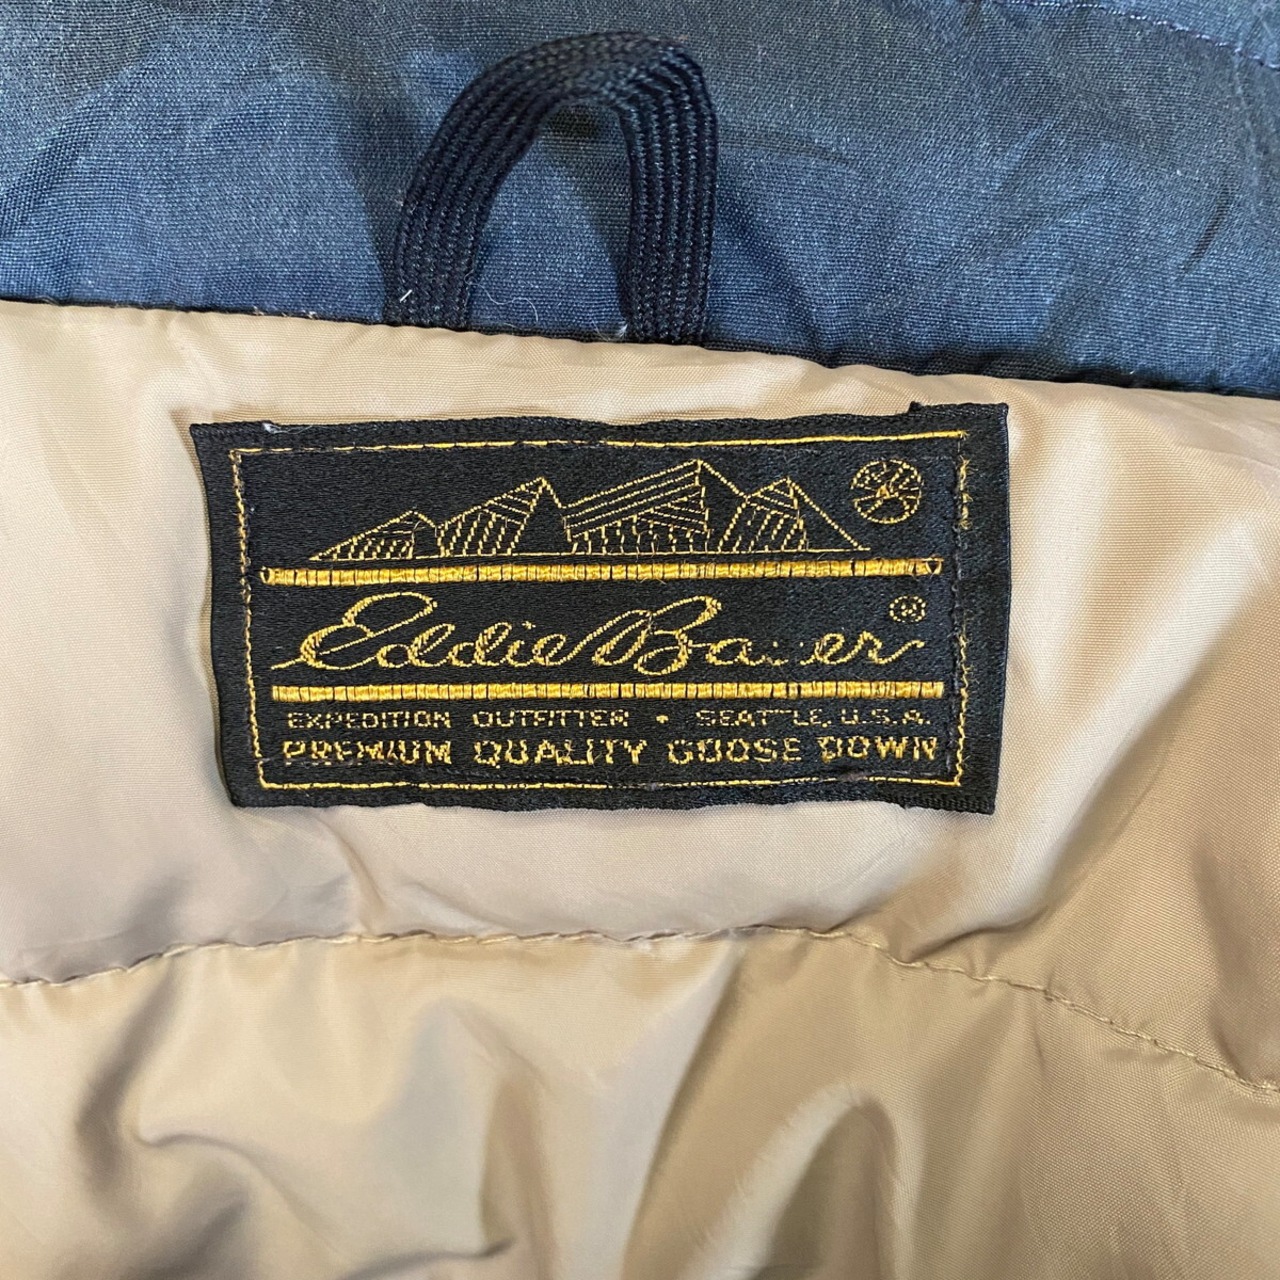 Eddie Bauer®
EXPEDITION OUTFITTER • SEATTLE, U.S.A.
PREMIUM QUALITY GOOSE DOWN